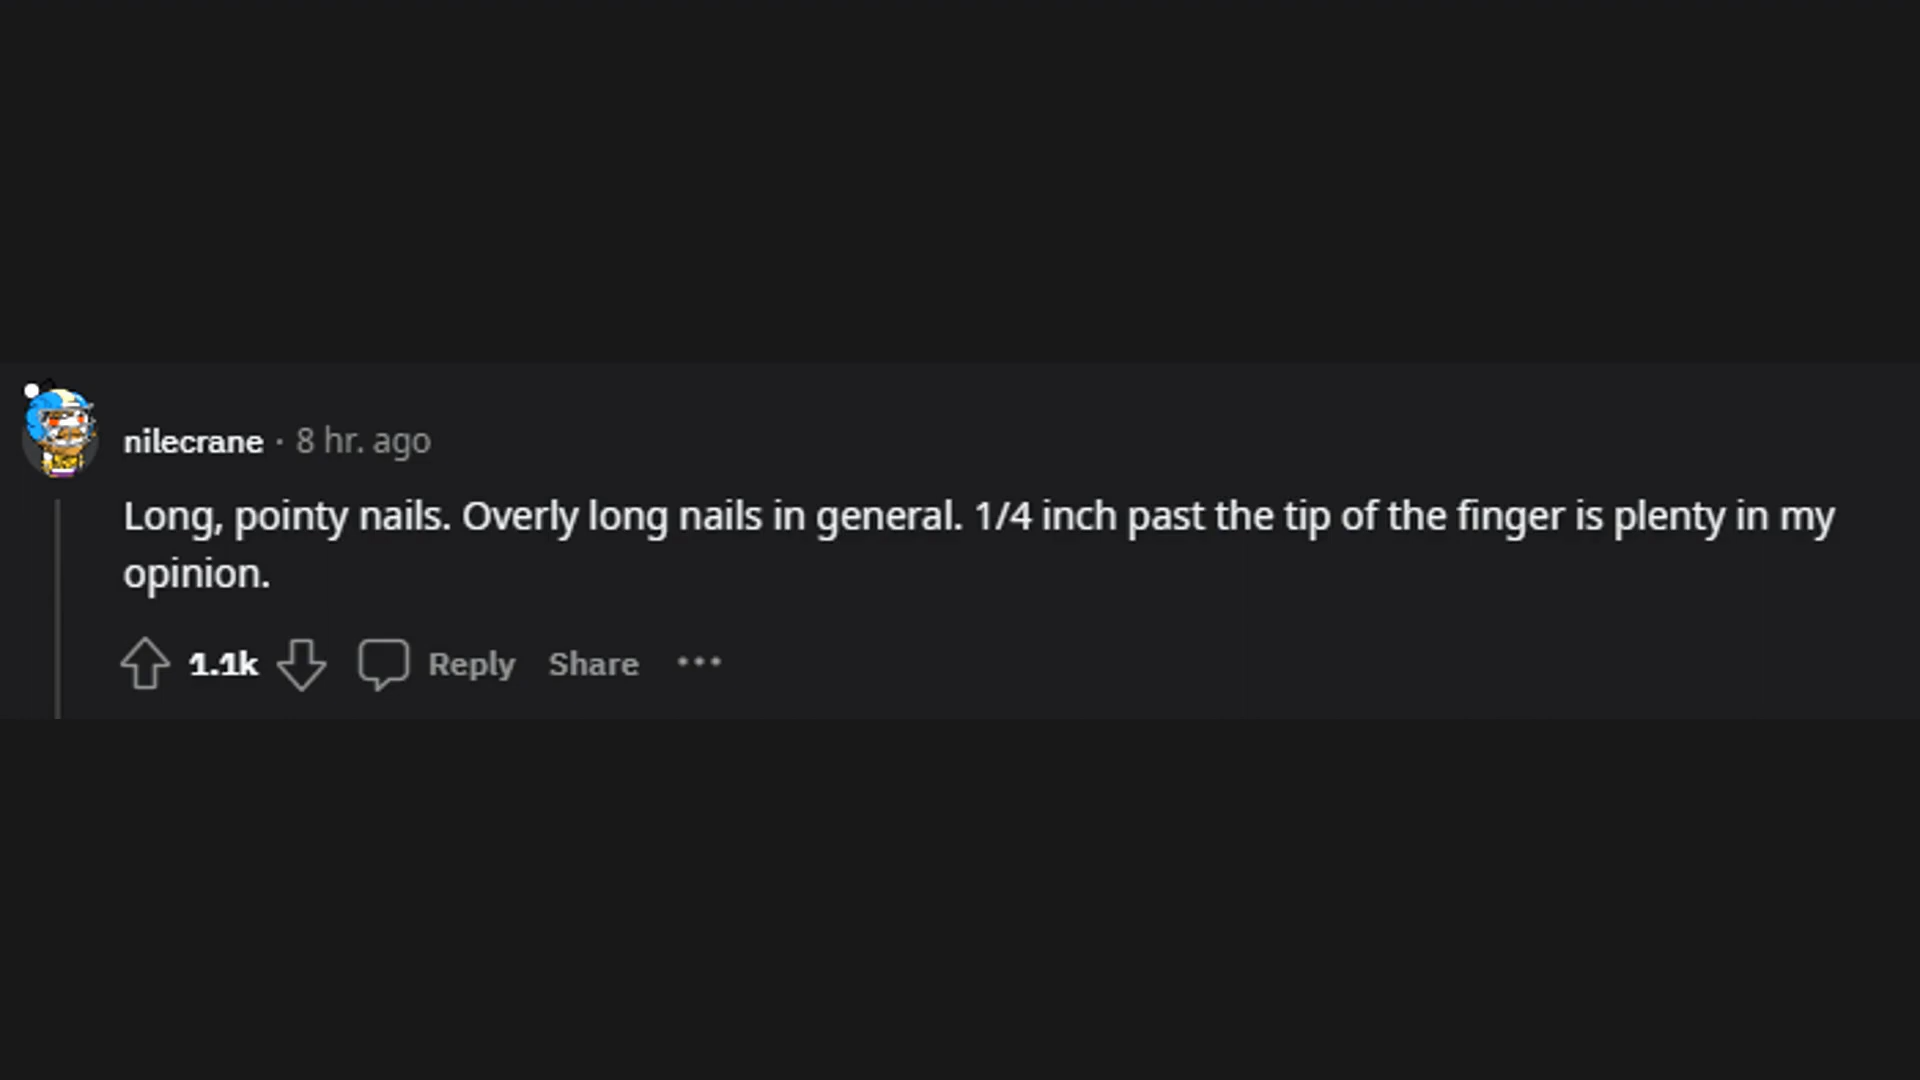 nilecrane · 8 hr. ago
Long, pointy nails. Overly long nails in general. 1/4 inch past the tip of the finger is plenty in my
opinion.
1.1k Reply Share ···